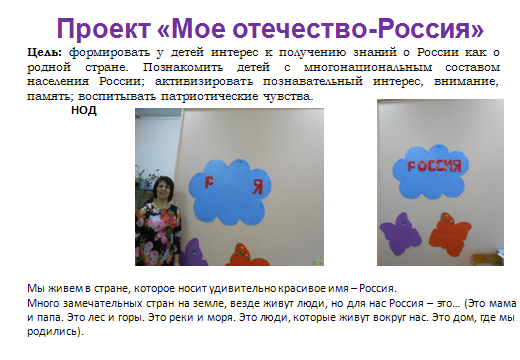 Проект «Мое отечество-Россия»
Цель: формировать у детей интерес к получению знаний о России как о
родной стране. Познакомить детей с многонациональным составом
населения России; активизировать познавательный интерес, внимание,
память; воспитывать патриотические чувства.
НОД
Р Я
РОССИЯ
Мы живем в стране, которое носит удивительно красивое имя – Россия.
Много замечательных стран на земле, везде живут люди, но для нас Россия – это… (Это мама
и папа. Это лес и горы. Это реки и моря. Это люди, которые живут вокруг нас. Это дом, где мы
родились).